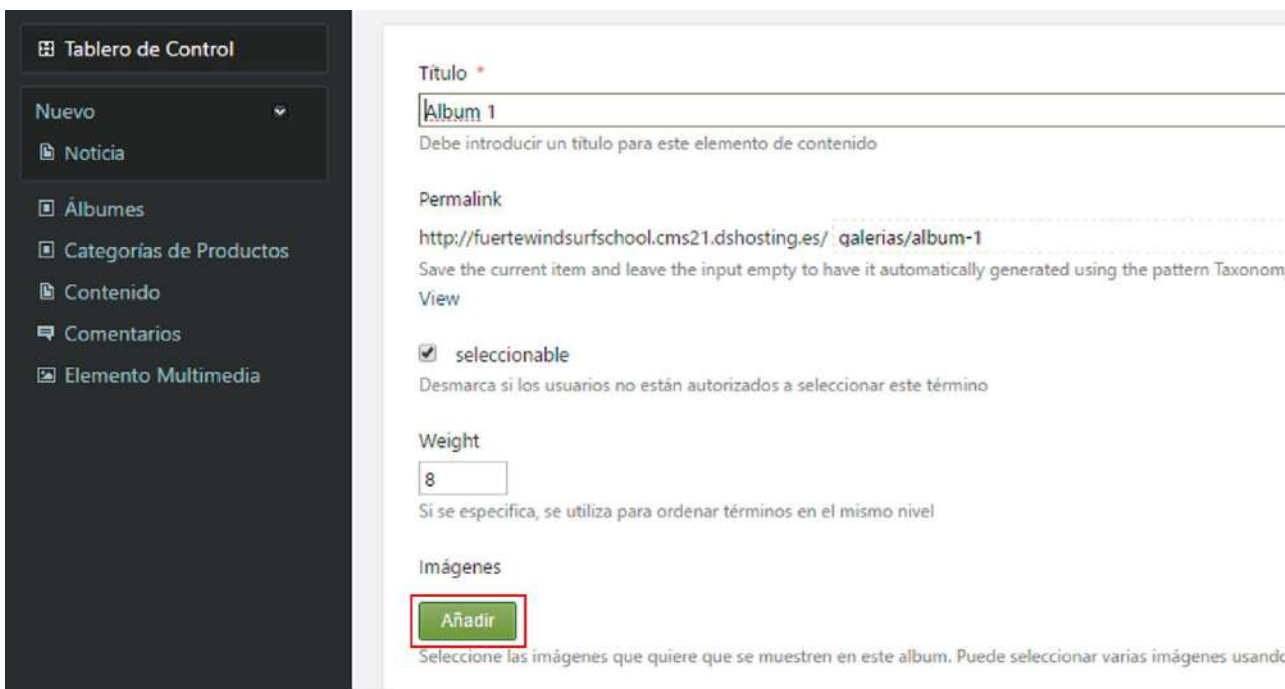 Tablero de Control
Nuevo
Noticia
Álbumes
Categorías de Productos
Contenido
Comentarios
Elemento Multimedia
Título *
Album 1
Debe introducir un título para este elemento de contenido
Permalink
http://fuertewindsurfschool.cms21.dshosting.es/ galerias/album-1
Save the current item and leave the input empty to have it automatically generated using the pattern Taxonom
View
seleccionable
Desmarca si los usuarios no están autorizados a seleccionar este término
Weight
8
Si se especifica, se utiliza para ordenar términos en el mismo nivel
Imágenes
Añadir
Seleccione las imágenes que quiere que se muestren en este album. Puede seleccionar varias imágenes usando